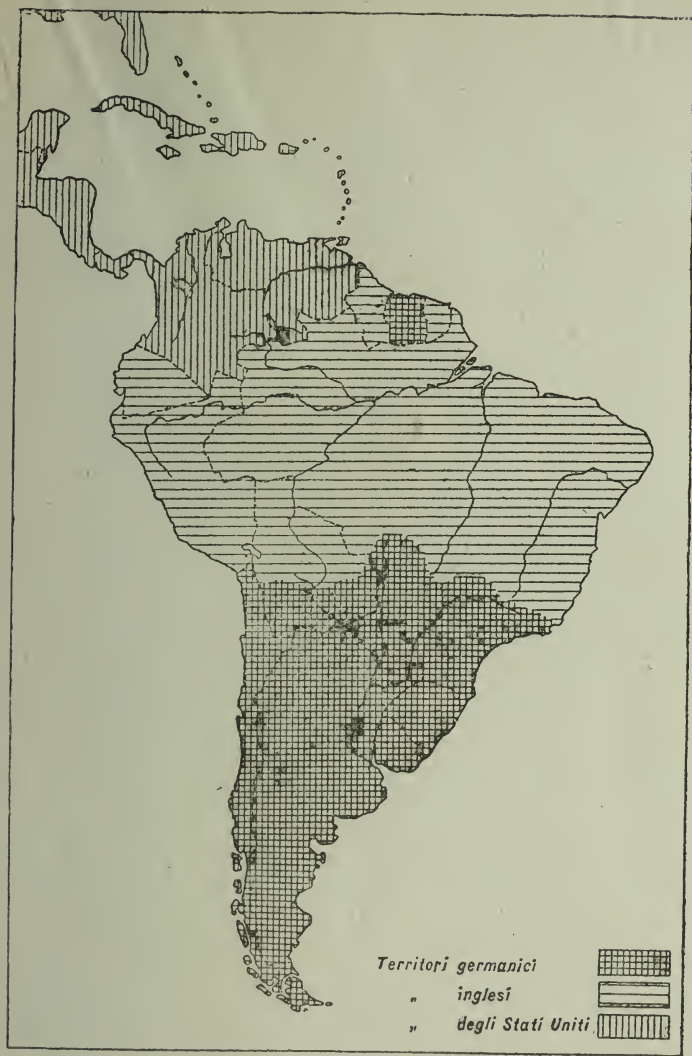 Territori germanici
„ inglesi
„ degli Stati Uniti